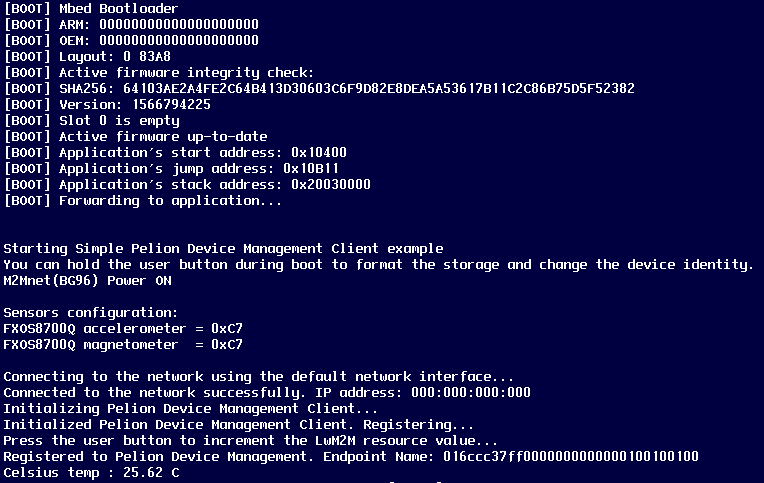 [BOOT] Mbed Bootloader
[BOOT] ARM: 00000000000000000000
[BOOT] OEM: 00000000000000000000
[BOOT] Layout: 0 83A8
[BOOT] Active firmware integrity check:
[BOOT] SHA256: 64103AE2A4FE2C64B413D30603C6F9D82E8DEA5A53617B11C2C86B75D5F52382
[BOOT] Version: 1566794225
[BOOT] Slot 0 is empty
[BOOT] Active firmware up-to-date
[BOOT] Application's start address: 0x10400
[BOOT] Application's jump address: 0x10B11
[BOOT] Application's stack address: 0x20030000
[BOOT] Forwarding to application...
Starting Simple Pelion Device Management Client example
You can hold the user button during boot to format the storage and change the device identity.
M2Mnet(BG96) Power ON
Sensors configuration:
FXOS8700Q accelerometer = 0xC7
FXOS8700Q magnetometer  = 0xC7
Connecting to the network using the default network interface...
Connected to the network successfully. IP address: 000:000:000:000
Initializing Pelion Device Management Client...
Initialized Pelion Device Management Client. Registering...
Press the user button to increment the LwM2M resource value...
Registered to Pelion Device Management. Endpoint Name: 016ccc37ff0000000000000100100100
Celsius temp : 25.62 C